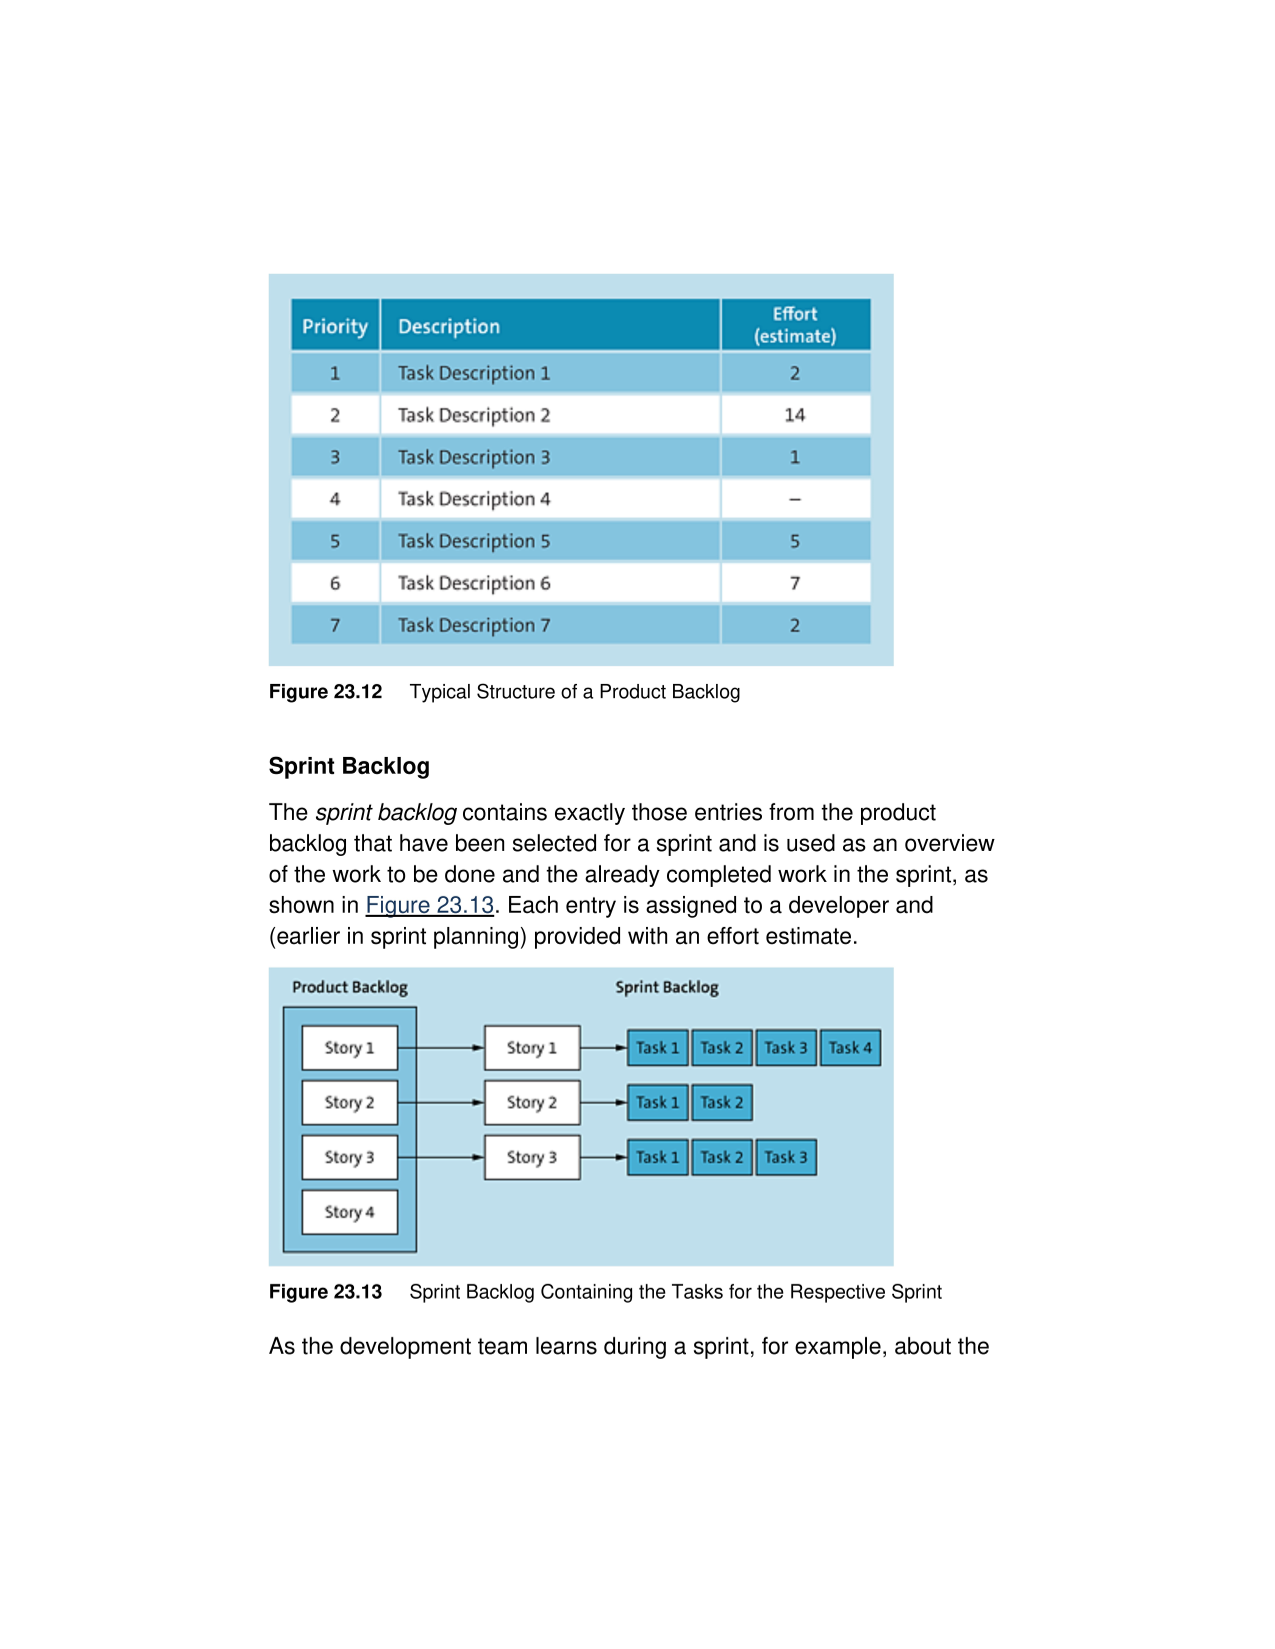 Priority Description Effort (estimate)
1 Task Description 1 2
2 Task Description 2 14
3 Task Description 3 1
4 Task Description 4 –
5 Task Description 5 5
6 Task Description 6 7
7 Task Description 7 2
Figure 23.12 Typical Structure of a Product Backlog
Sprint Backlog
The sprint backlog contains exactly those entries from the product
backlog that have been selected for a sprint and is used as an overview
of the work to be done and the already completed work in the sprint, as
shown in Figure 23.13. Each entry is assigned to a developer and
(earlier in sprint planning) provided with an effort estimate.
Product Backlog Sprint Backlog
Story 1 Story 1 Task 1 Task 2 Task 3 Task 4
Story 2 Story 2 Task 1 Task 2
Story 3 Story 3 Task 1 Task 2 Task 3
Story 4
Figure 23.13 Sprint Backlog Containing the Tasks for the Respective Sprint
As the development team learns during a sprint, for example, about the